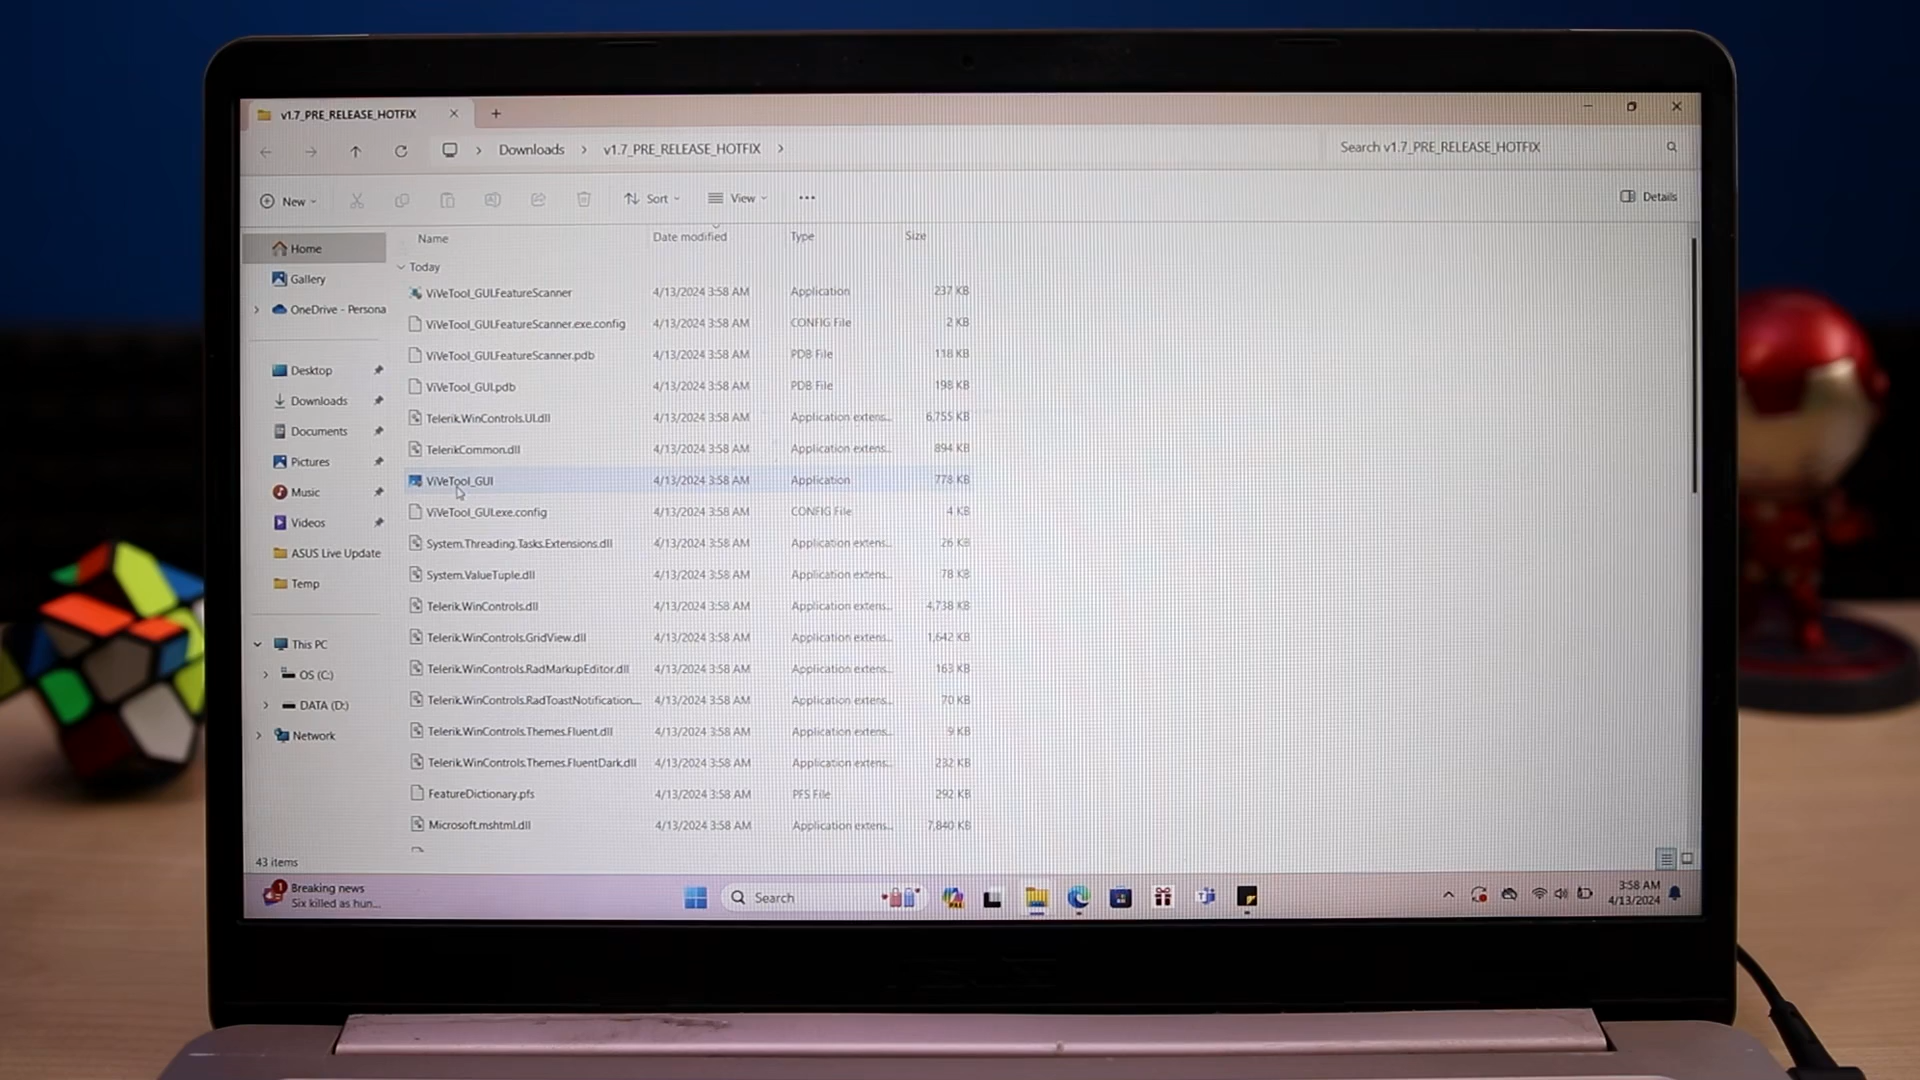 v1.7_PRE_RELEASE_HOTFIX
Downloads v1.7_PRE_RELEASE_HOTFIX
Search v1.7_PRE_RELEASE_HOTFIX
New Sort View Details
Name Date modified Type Size
Home
Gallery
OneDrive - Persona
Desktop
Downloads
Documents
Pictures
Music
Videos
ASUS Live Update
Temp
This PC
OS (C:)
DATA (D:)
Network
Today
ViVeTool_GUI.FeatureScanner 4/13/2024 3:58 AM Application 237 KB
ViVeTool_GUI.FeatureScanner.exe.config 4/13/2024 3:58 AM CONFIG File 2 KB
ViVeTool_GUI.FeatureScanner.pdb 4/13/2024 3:58 AM PDB File 118 KB
ViVeTool_GUI.pdb 4/13/2024 3:58 AM PDB File 198 KB
Telerik.WinControls.UI.dll 4/13/2024 3:58 AM Application extens... 6,755 KB
TelerikCommon.dll 4/13/2024 3:58 AM Application extens... 894 KB
ViVeTool_GUI 4/13/2024 3:58 AM Application 778 KB
ViVeTool_GUI.exe.config 4/13/2024 3:58 AM CONFIG File 4 KB
System.Threading.Tasks.Extensions.dll 4/13/2024 3:58 AM Application extens... 26 KB
System.ValueTuple.dll 4/13/2024 3:58 AM Application extens... 78 KB
Telerik.WinControls.dll 4/13/2024 3:58 AM Application extens... 4,738 KB
Telerik.WinControls.GridView.dll 4/13/2024 3:58 AM Application extens... 1,642 KB
Telerik.WinControls.RadMarkupEditor.dll 4/13/2024 3:58 AM Application extens... 163 KB
Telerik.WinControls.RadToastNotification... 4/13/2024 3:58 AM Application extens... 70 KB
Telerik.WinControls.Themes.Fluent.dll 4/13/2024 3:58 AM Application extens... 9 KB
Telerik.WinControls.Themes.FluentDark.dll 4/13/2024 3:58 AM Application extens... 232 KB
FeatureDictionary.pfs 4/13/2024 3:58 AM PFS File 292 KB
Microsoft.mshtml.dll 4/13/2024 3:58 AM Application extens... 7,840 KB
43 items
1
Breaking news
Six killed as hun...
Search
3:58 AM
4/13/2024